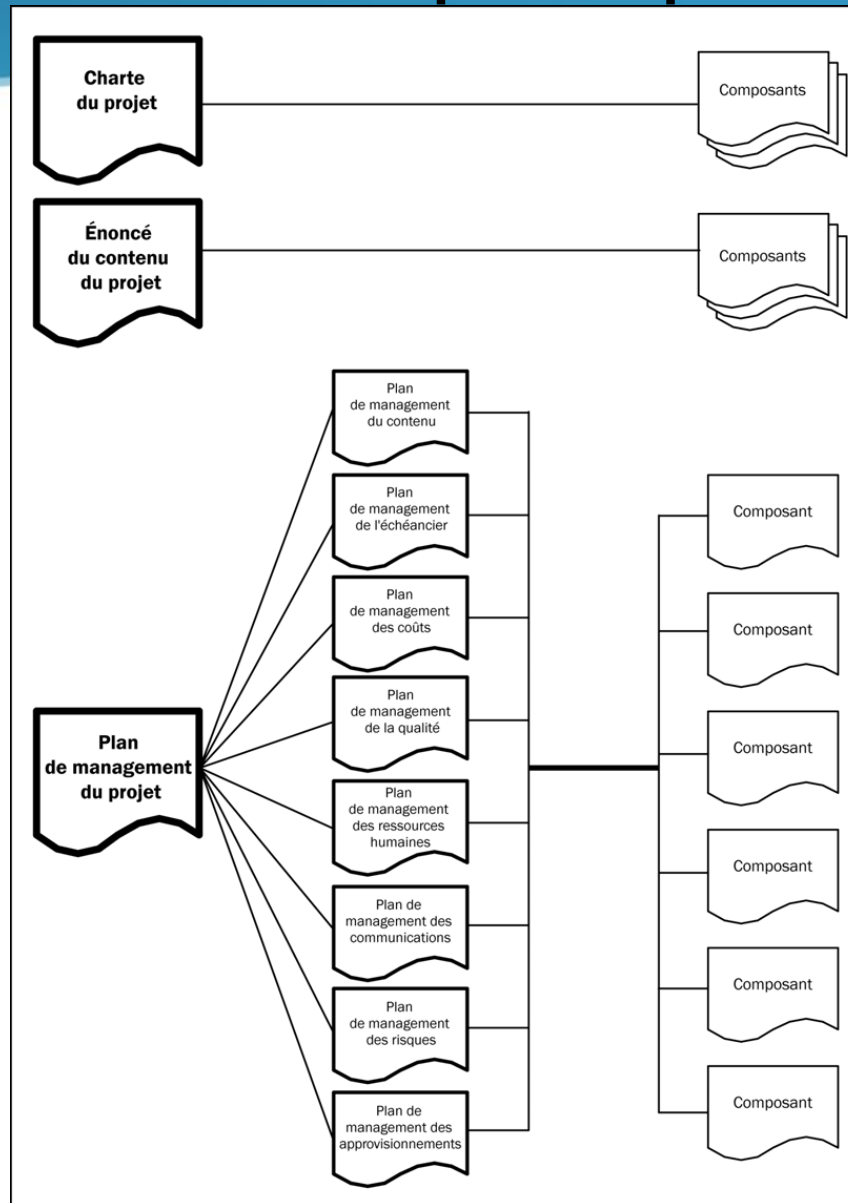 Charte
du projet
Composants
Énoncé
du contenu
du projet
Composants
Plan
de management
du contenu
Plan
de management
de l'échéancier
Plan
de management
des coûts
Plan
de management
de la qualité
Plan
de management
du projet
Plan
de management
des ressources
humaines
Plan de
management des
communications
Plan
de management
des risques
Plan de
management des
approvisionnements
Composant
Composant
Composant
Composant
Composant
Composant